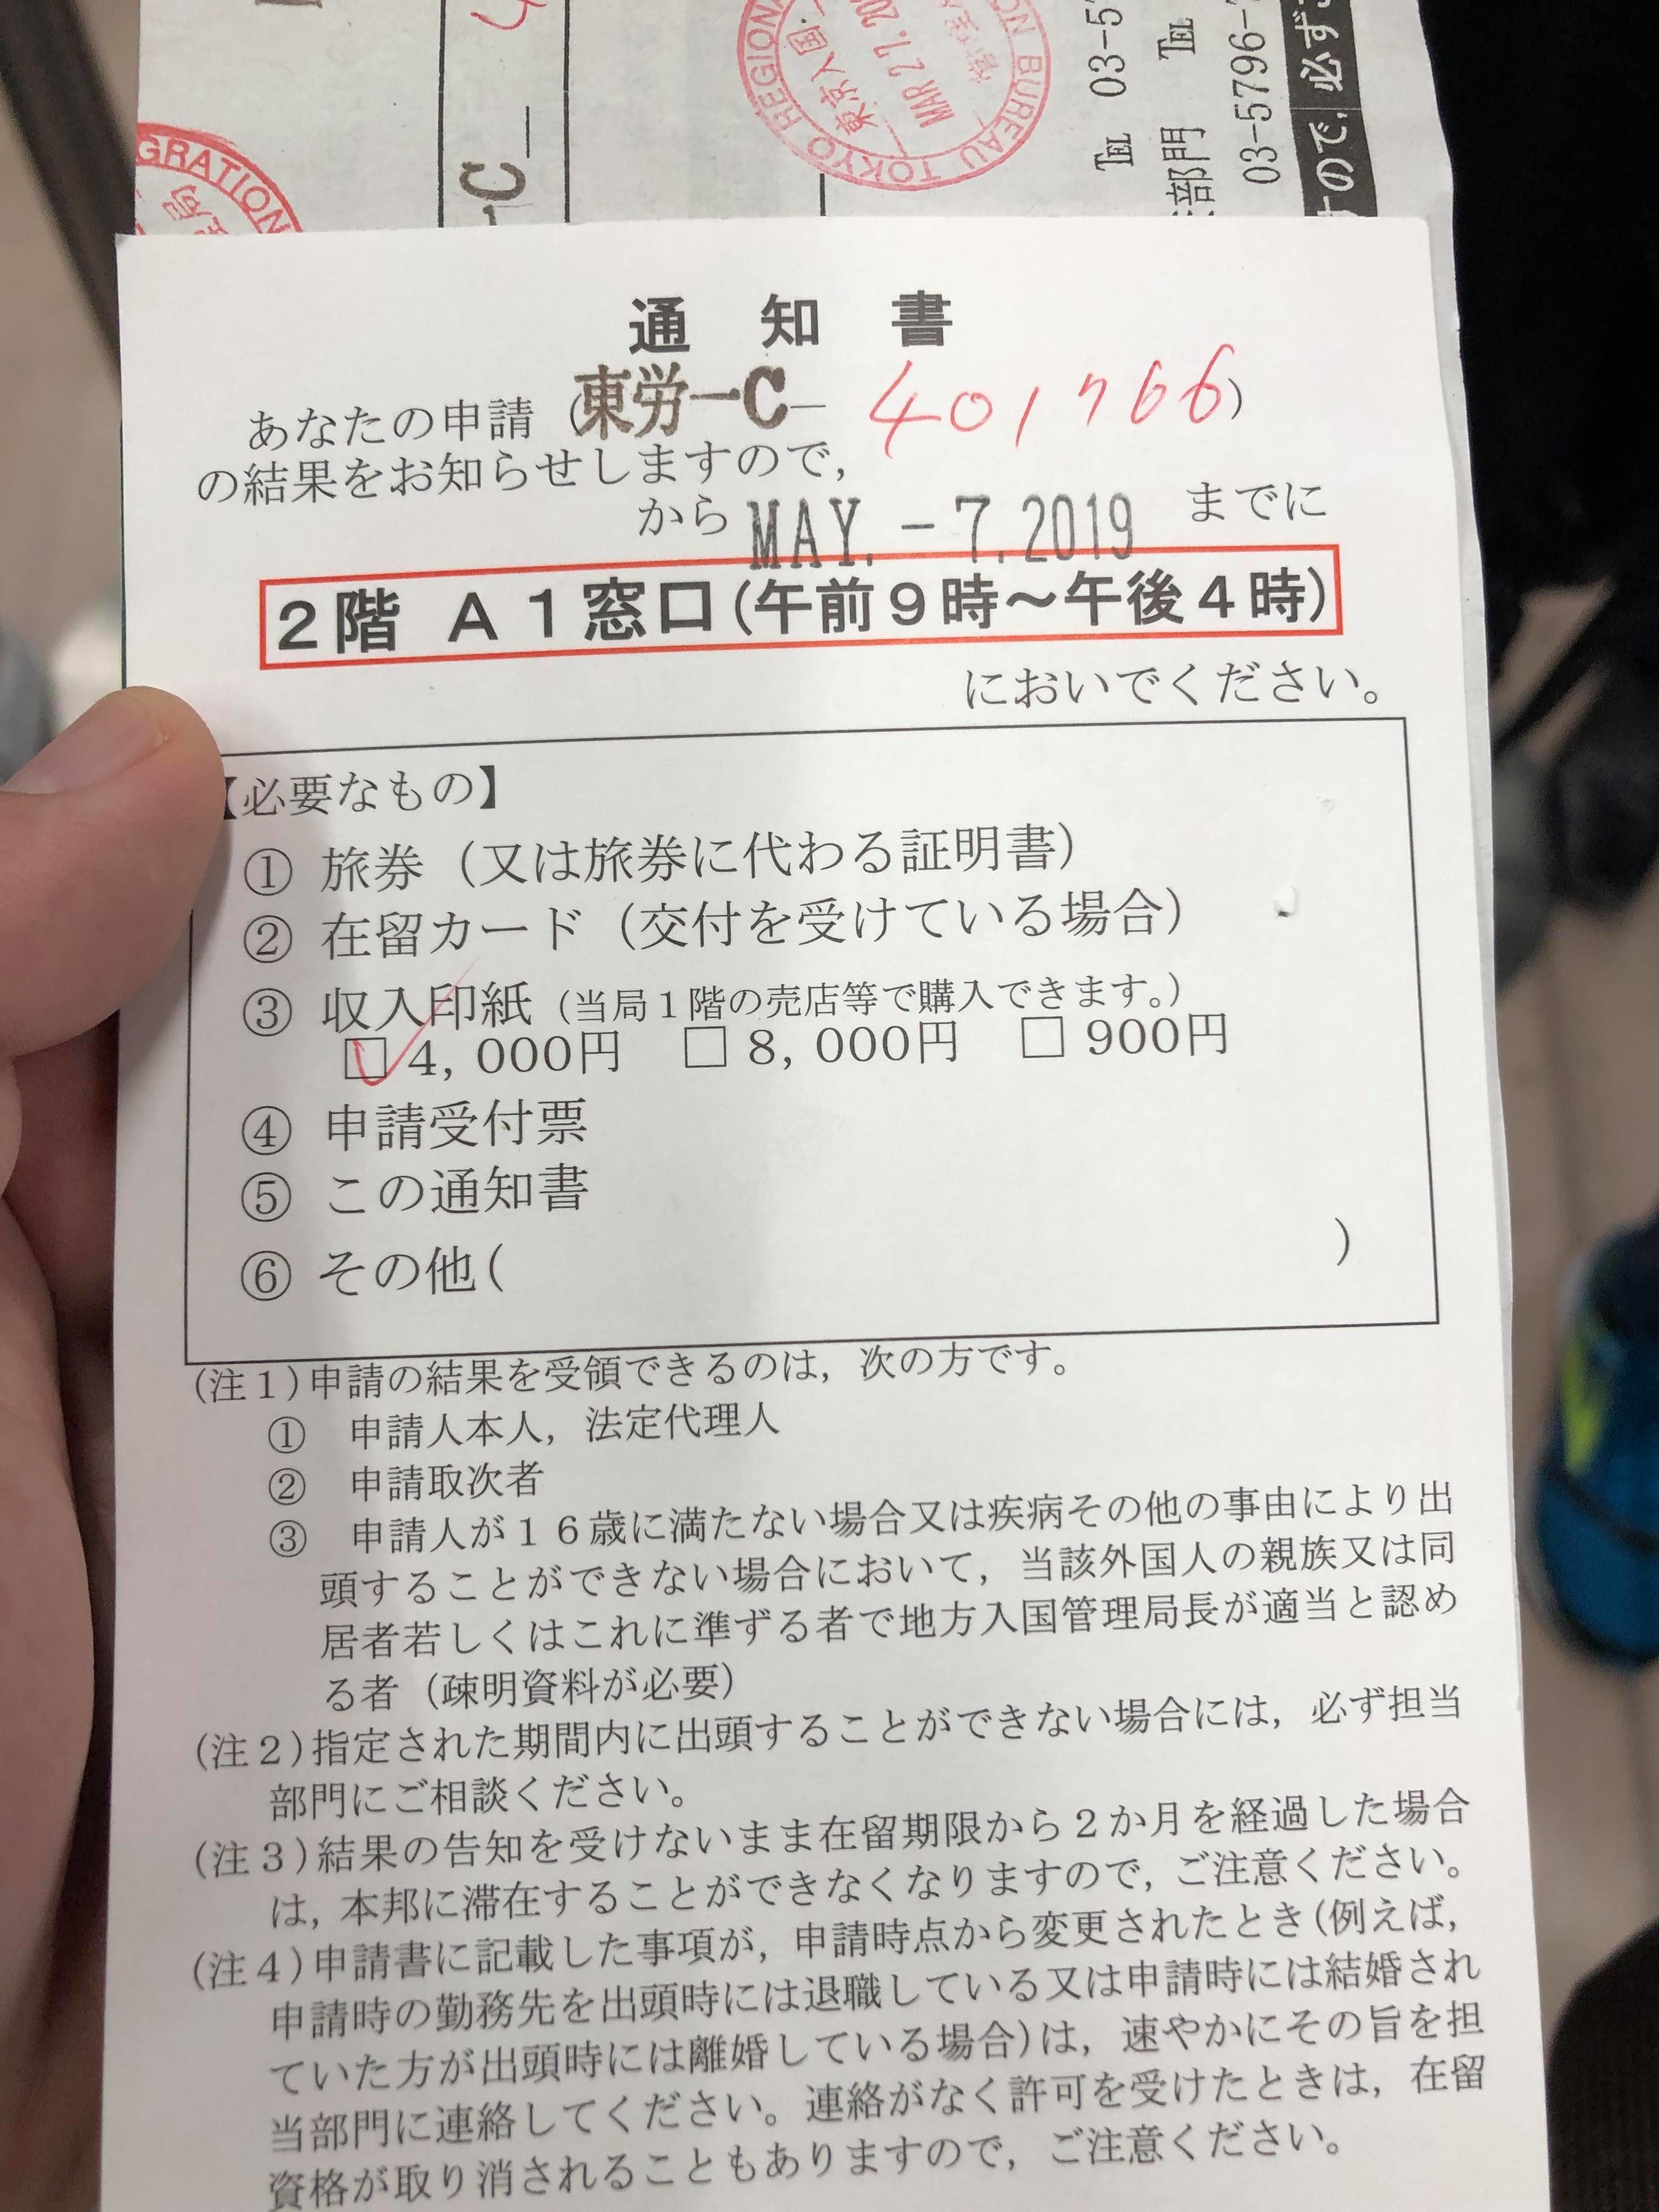 GRATION
REGIONAL
BUREAU TOKYO
東京入国
MAR 27. 20
C-
TEL 03-5
部門 TEL
03-5796-
すので, 必ず
通知書
あなたの申請(東労一C- 401766)
の結果をお知らせしますので,
から MAY. -7. 2019 までに
2階 A1窓口(午前9時～午後4時)
においでください。
【必要なもの】
① 旅券(又は旅券に代わる証明書)
② 在留カード(交付を受けている場合)
③ 収入印紙(当局1階の売店等で購入できます。)
☑ 4,000円 □ 8,000円 □ 900円
④ 申請受付票
⑤ この通知書
⑥ その他( )
(注1)申請の結果を受領できるのは, 次の方です。
① 申請人本人, 法定代理人
② 申請取次者
③ 申請人が16歳に満たない場合又は疾病その他の事由により出
頭することができない場合において, 当該外国人の親族又は同
居者若しくはこれに準ずる者で地方入国管理局長が適当と認め
る者(疎明資料が必要)
(注2)指定された期間内に出頭することができない場合には, 必ず担当
部門にご相談ください。
(注3)結果の告知を受けないまま在留期限から2か月を経過した場合
は, 本邦に滞在することができなくなりますので, ご注意ください。
(注4)申請書に記載した事項が, 申請時点から変更されたとき(例えば,
申請時の勤務先を出頭時には退職している又は申請時には結婚され
ていた方が出頭時には離婚している場合)は, 速やかにその旨を担
当部門に連絡してください。連絡がなく許可を受けたときは, 在留
資格が取り消されることもありますので, ご注意ください。